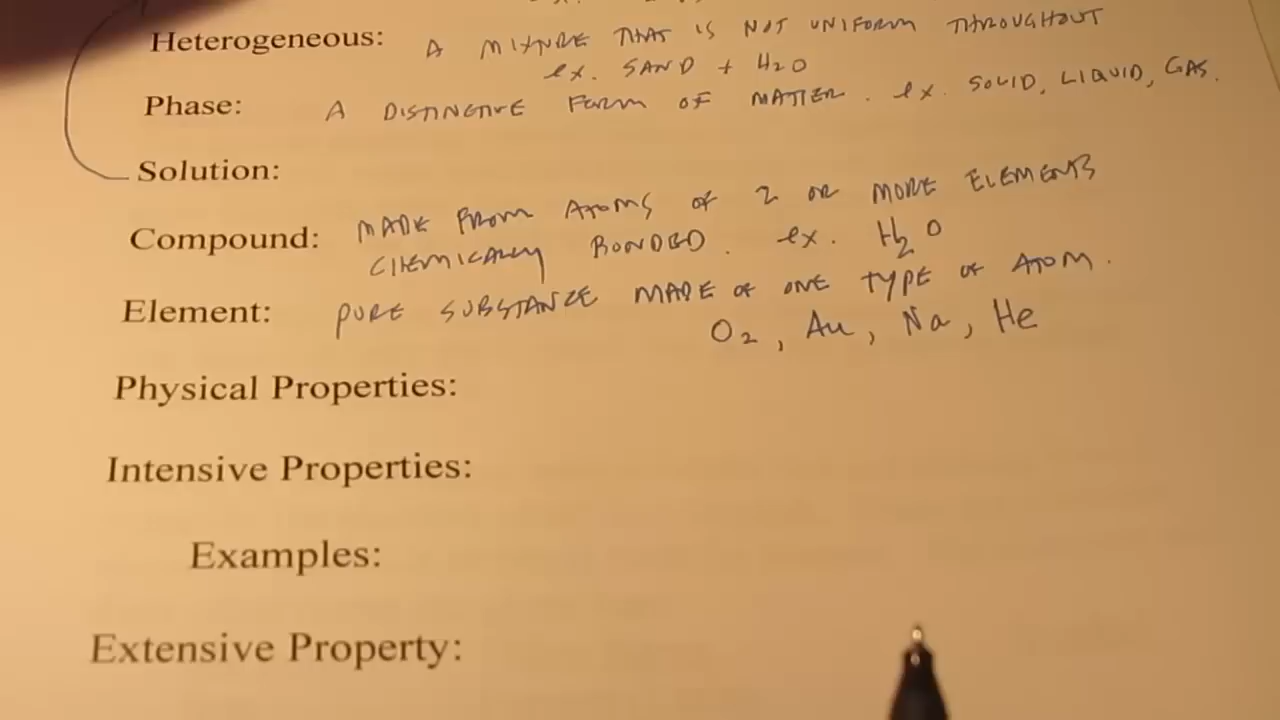 Heterogeneous: A MIXTURE THAT IS NOT UNIFORM THROUGHOUT
ex. SAND + H2O
Phase: A DISTINCTIVE FORM OF MATTER. ex. SOLID, LIQUID, GAS.
Solution:
Compound: MADE FROM ATOMS OF 2 OR MORE ELEMENTS
CHEMICALLY BONDED. ex. H2O
Element: PURE SUBSTANCE MADE OF ONE TYPE OF ATOM.
O2, Au, Na, He
Physical Properties:
Intensive Properties:
Examples:
Extensive Property: